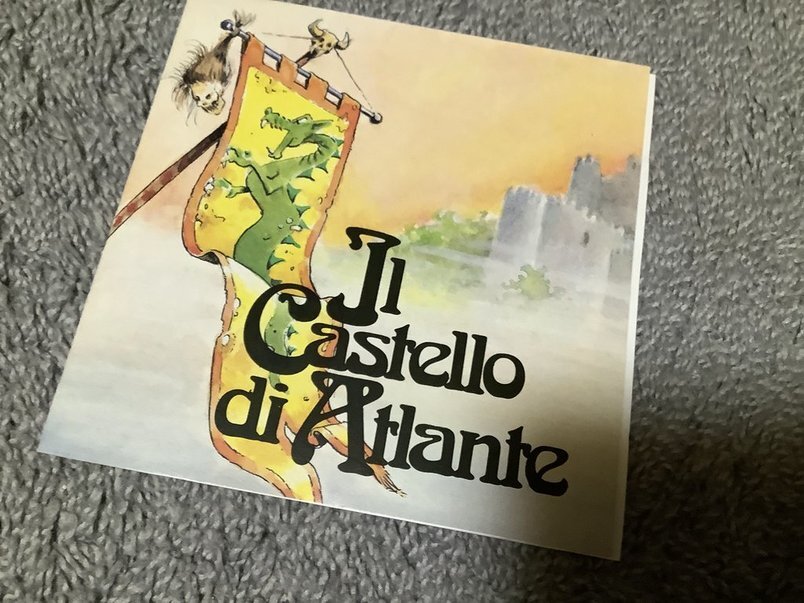 Il
Castello
di Atlante